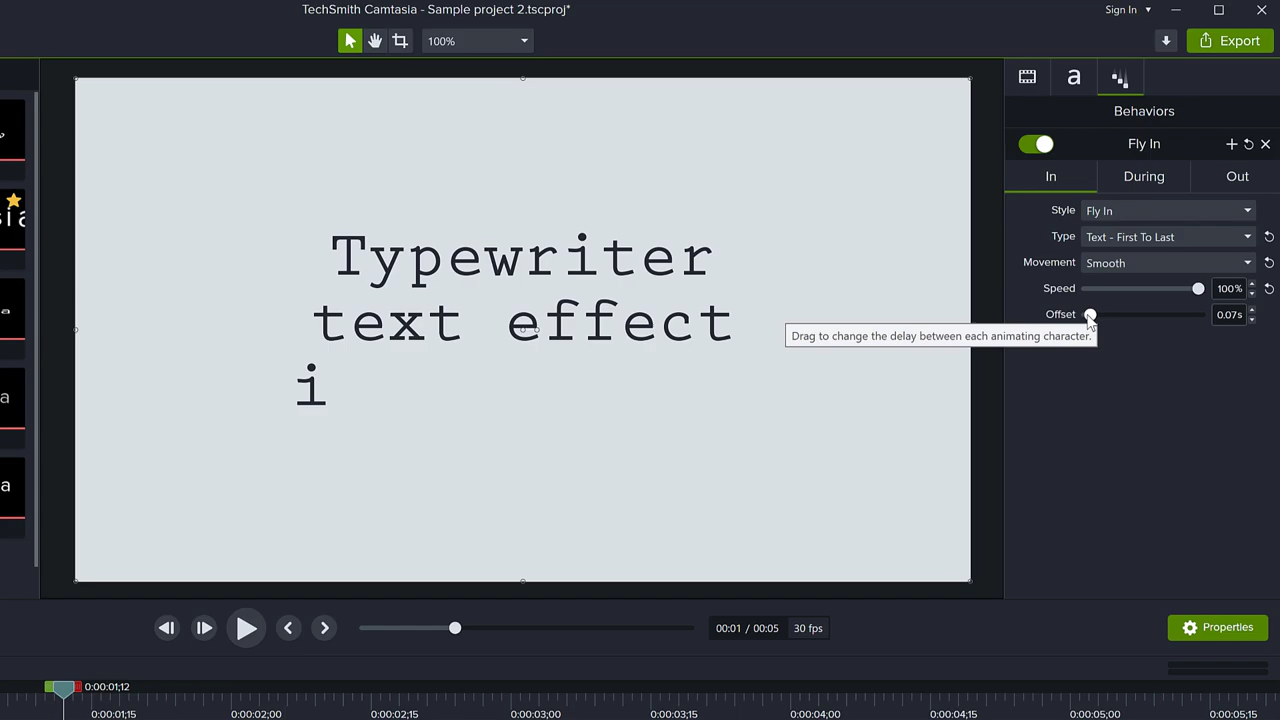 TechSmith Camtasia - Sample project 2.tscproj*
Sign In
100%
Export
a
Behaviors
Fly In
In
During
Out
Style
Fly In
Type
Text - First To Last
Movement
Smooth
Speed
100%
Offset
0.07s
Drag to change the delay between each animating character.
Typewriter
text effect
i
sia
a
a
a
00:01 / 00:05
30 fps
Properties
0:00:01;12
0:00:01;15
0:00:02;00
0:00:02;15
0:00:03;00
0:00:03;15
0:00:04;00
0:00:04;15
0:00:05;00
0:00:05;15